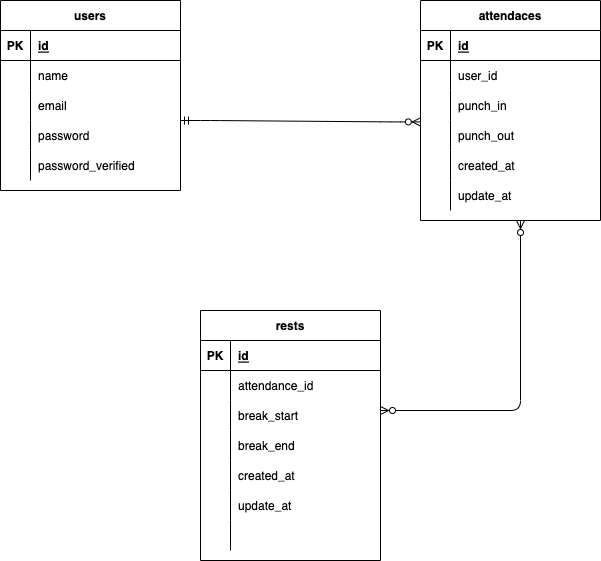 users
PK id
name
email
password
password_verified
attendaces
PK id
user_id
punch_in
punch_out
created_at
update_at
rests
PK id
attendance_id
break_start
break_end
created_at
update_at